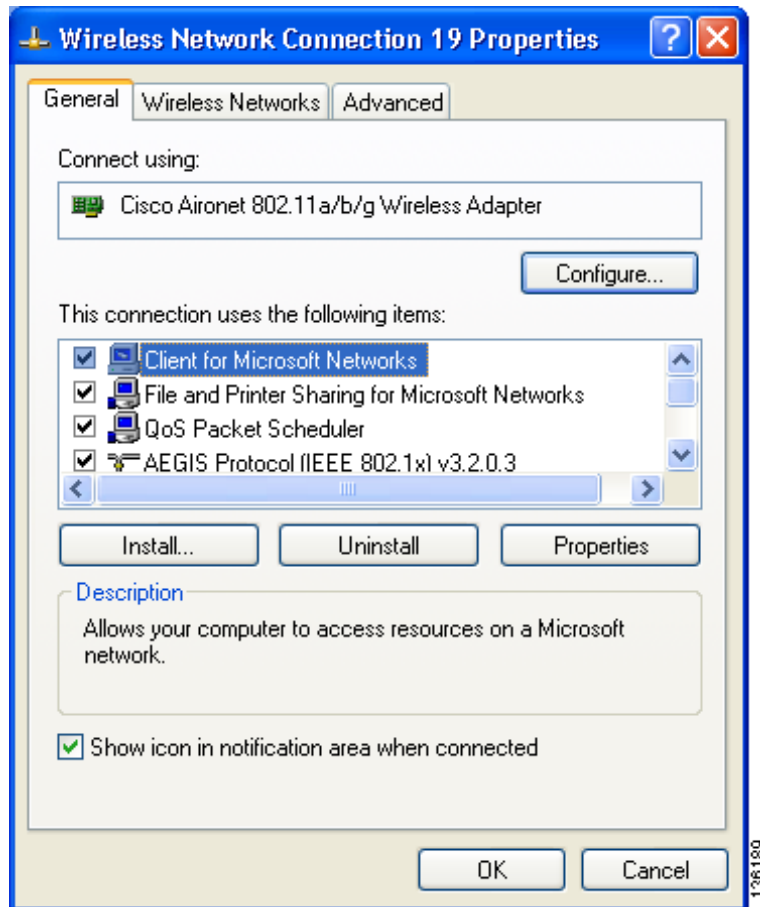 Wireless Network Connection 19 Properties
General
Wireless Networks
Advanced
Connect using:
Cisco Aironet 802.11a/b/g Wireless Adapter
Configure...
This connection uses the following items:
Client for Microsoft Networks
File and Printer Sharing for Microsoft Networks
QoS Packet Scheduler
AEGIS Protocol (IEEE 802.1x) v3.2.0.3
Install...
Uninstall
Properties
Description
Allows your computer to access resources on a Microsoft
network.
Show icon in notification area when connected
OK
Cancel
136189